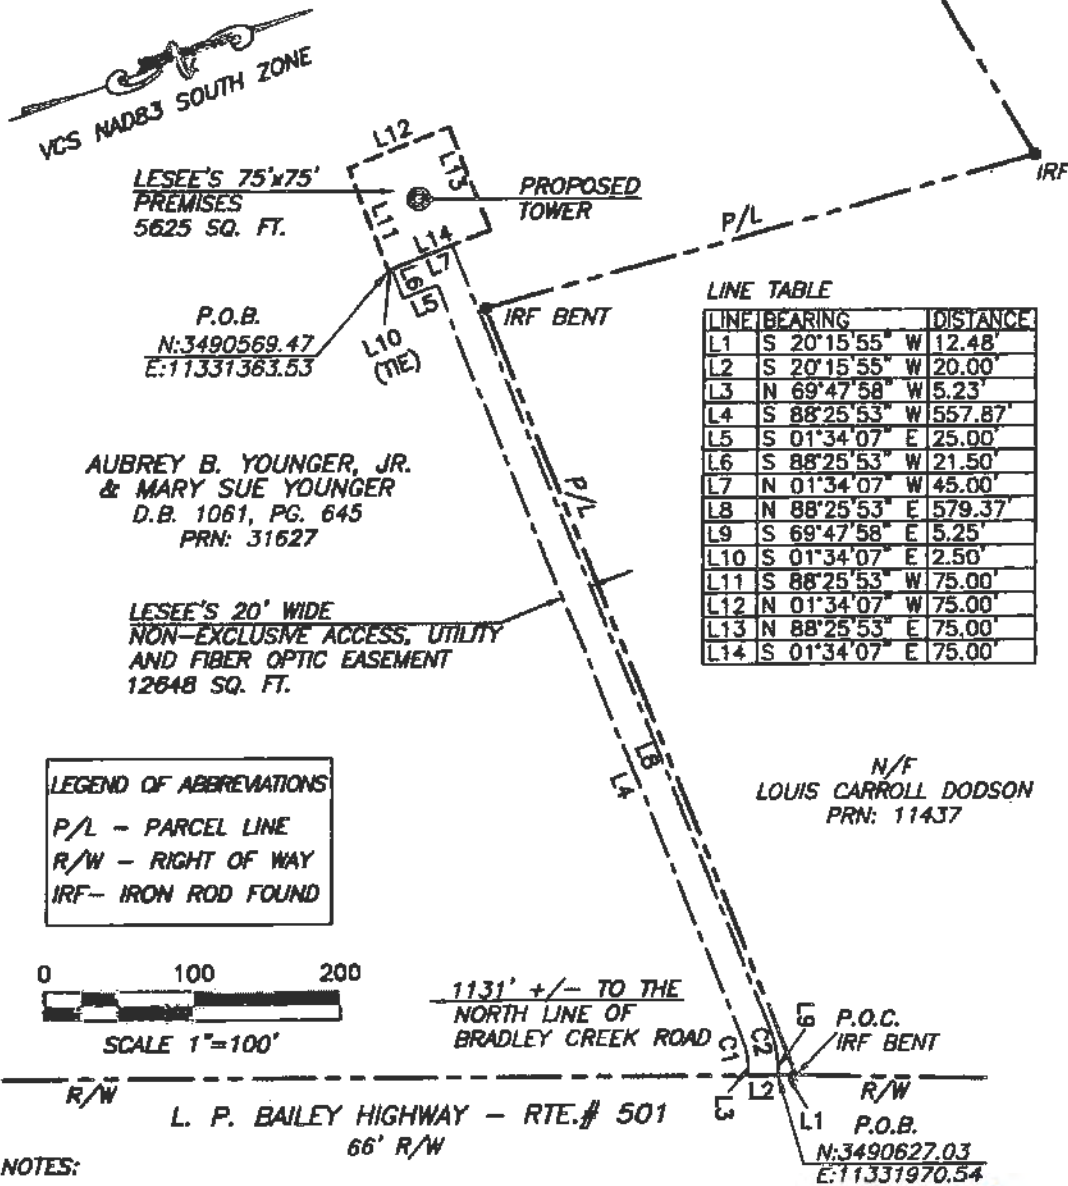 VCS NAD83 SOUTH ZONE
L12
L13
LESEE'S 75'x75'
PREMISES
5625 SQ. FT.
PROPOSED
TOWER
L11
L14
L7
L6
L5
IRF
P/L
IRF BENT
P.O.B.
N:3490569.47
E:11331363.53
L10
(TIE)
LINE TABLE
LINE BEARING DISTANCE
L1 S 20°15'55" W 12.48'
L2 S 20°15'55" W 20.00'
L3 N 69°47'58" W 5.23'
L4 S 88°25'53" W 557.87'
L5 S 01°34'07" E 25.00'
L6 S 88°25'53" W 21.50'
L7 N 01°34'07" W 45.00'
L8 N 88°25'53" E 579.37'
L9 S 69°47'58" E 5.25'
L10 S 01°34'07" E 2.50'
L11 S 88°25'53" W 75.00'
L12 N 01°34'07" W 75.00'
L13 N 88°25'53" E 75.00'
L14 S 01°34'07" E 75.00'
AUBREY B. YOUNGER, JR.
& MARY SUE YOUNGER
D.B. 1061, PG. 645
PRN: 31627
P/L
LESEE'S 20' WIDE
NON-EXCLUSIVE ACCESS, UTILITY
AND FIBER OPTIC EASEMENT
12648 SQ. FT.
L8
L4
N/F
LOUIS CARROLL DODSON
PRN: 11437
LEGEND OF ABBREVIATIONS
P/L - PARCEL LINE
R/W - RIGHT OF WAY
IRF- IRON ROD FOUND
0 100 200
SCALE 1"=100'
1131' +/- TO THE
NORTH LINE OF
BRADLEY CREEK ROAD
C1
C2
L9
P.O.C.
IRF BENT
R/W
L3
L2
L1
R/W
L. P. BAILEY HIGHWAY - RTE.# 501
66' R/W
P.O.B.
N:3490627.03
E:11331970.54
NOTES: